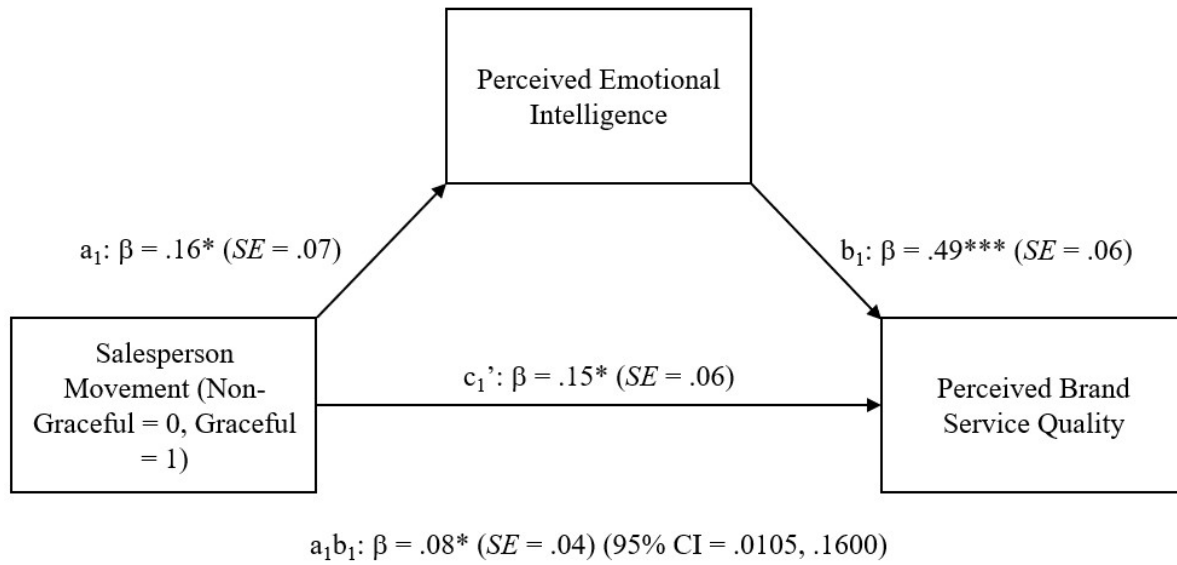 Perceived Emotional
Intelligence
a₁: β = .16* (SE = .07)
b₁: β = .49*** (SE = .06)
Salesperson
Movement (Non-
Graceful = 0, Graceful
= 1)
c₁’: β = .15* (SE = .06)
Perceived Brand
Service Quality
a₁b₁: β = .08* (SE = .04) (95% CI = .0105, .1600)